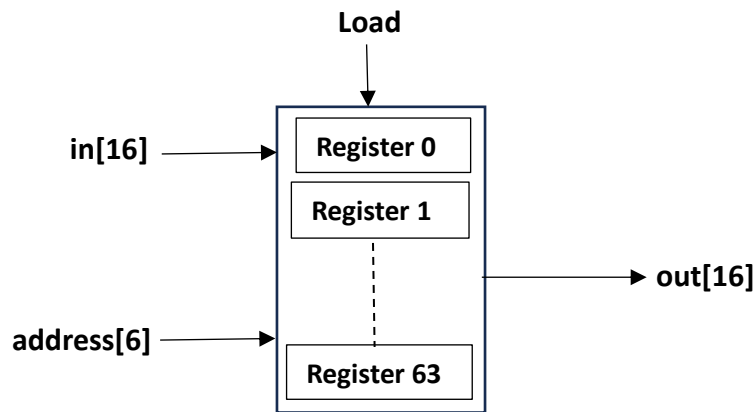 Load
in[16]
Register 0
Register 1
out[16]
address[6]
Register 63